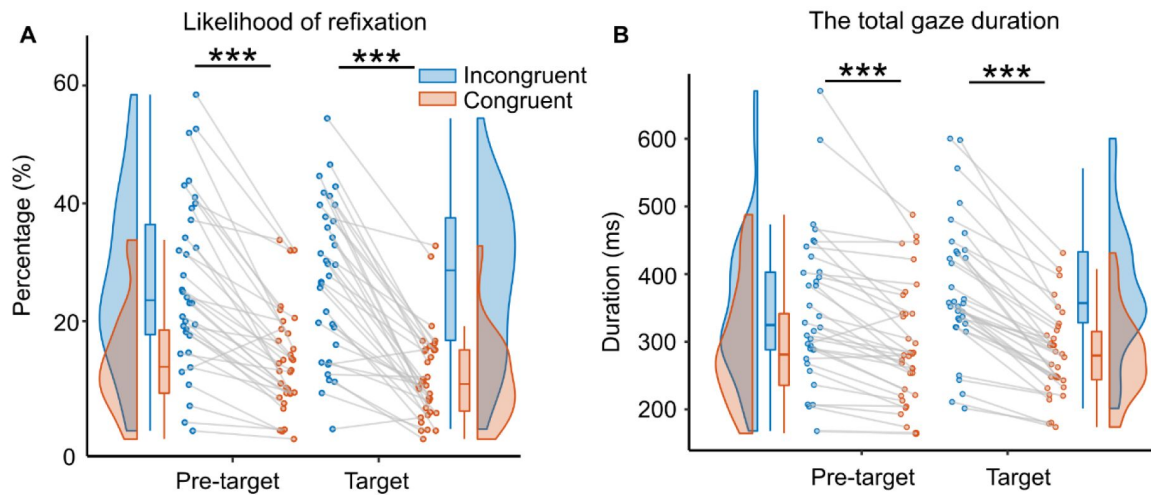 A
Likelihood of refixation
***
***
Incongruent
Congruent
Percentage (%)
60
40
20
0
Pre-target
Target
B
The total gaze duration
***
***
Duration (ms)
600
500
400
300
200
Pre-target
Target